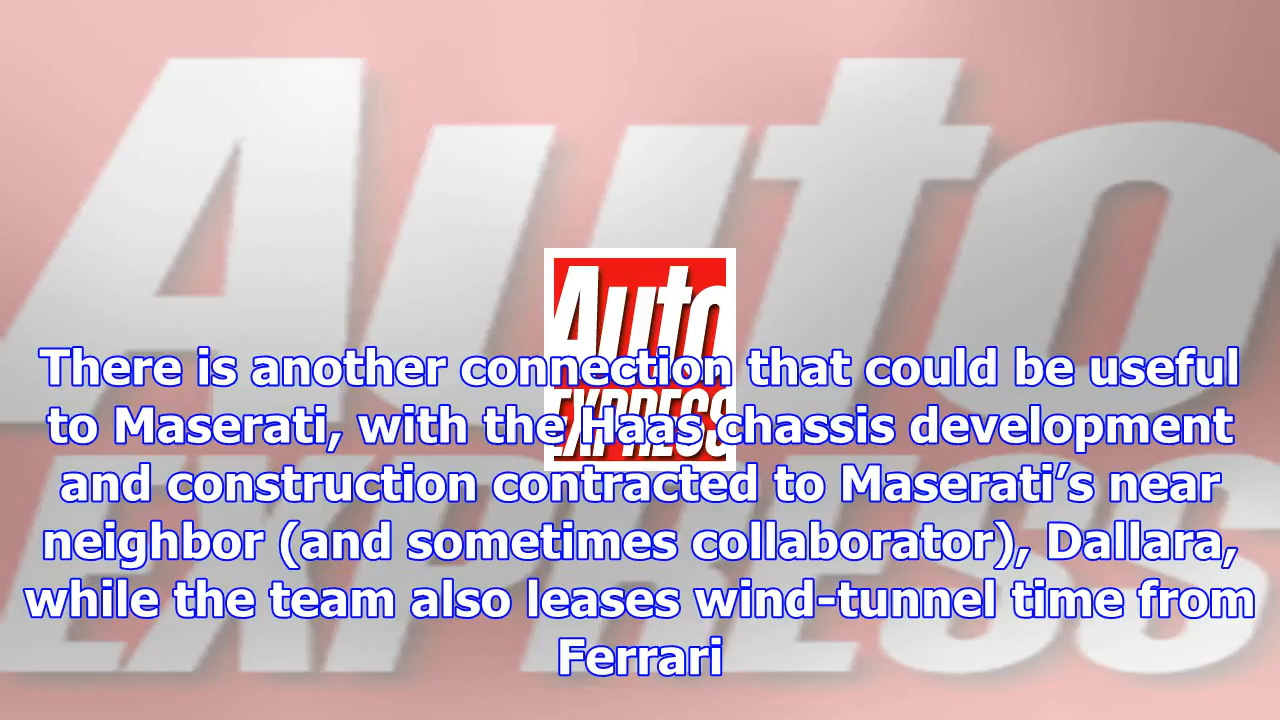 Auto
EXPRESS
Auto
EXPRESS
There is another connection that could be useful
to Maserati, with the Haas chassis development
and construction contracted to Maserati’s near
neighbor (and sometimes collaborator), Dallara,
while the team also leases wind-tunnel time from
Ferrari